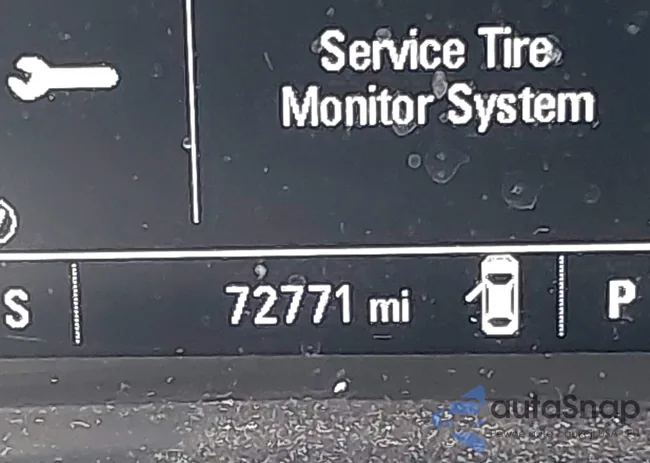 Service Tire
Monitor System
S
72771 mi
P
autoSnap